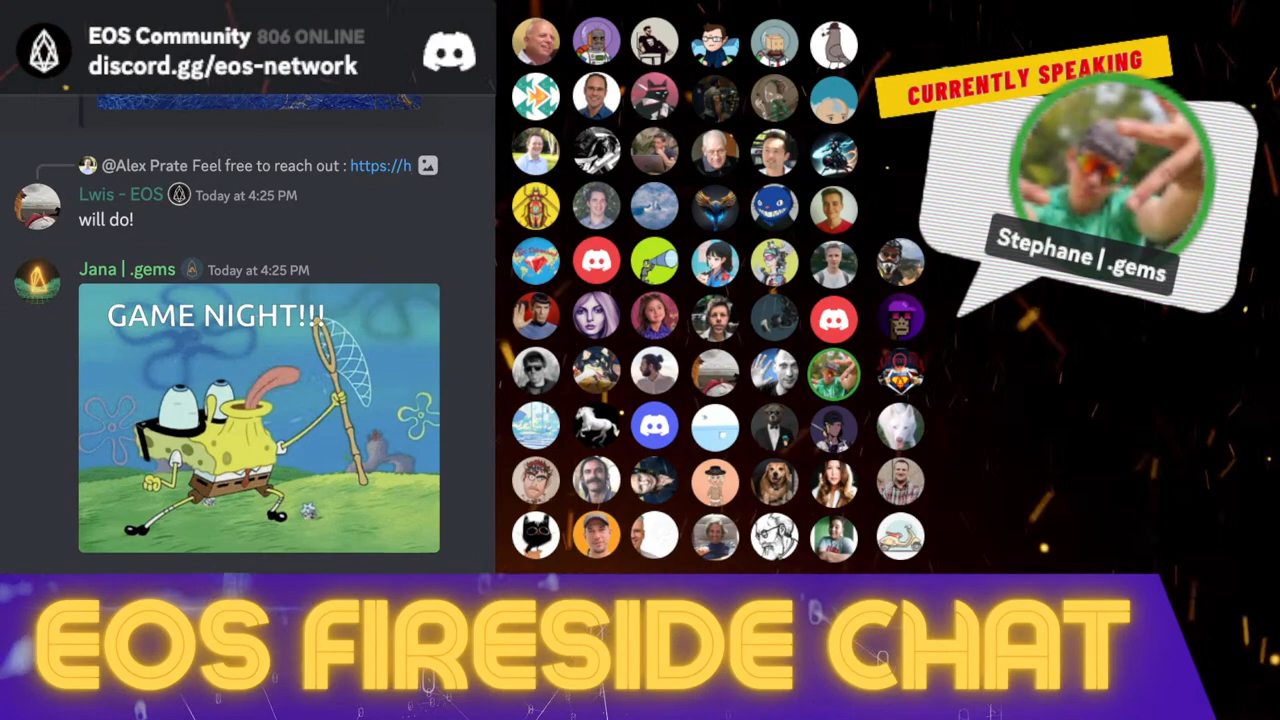 EOS Community 806 ONLINE
discord.gg/eos-network
@Alex Prate Feel free to reach out : https://h
Lwis - EOS Today at 4:25 PM
will do!
Jana | .gems Today at 4:25 PM
GAME NIGHT!!!
CURRENTLY SPEAKING
Stephane | .gems
EOS FIRESIDE CHAT